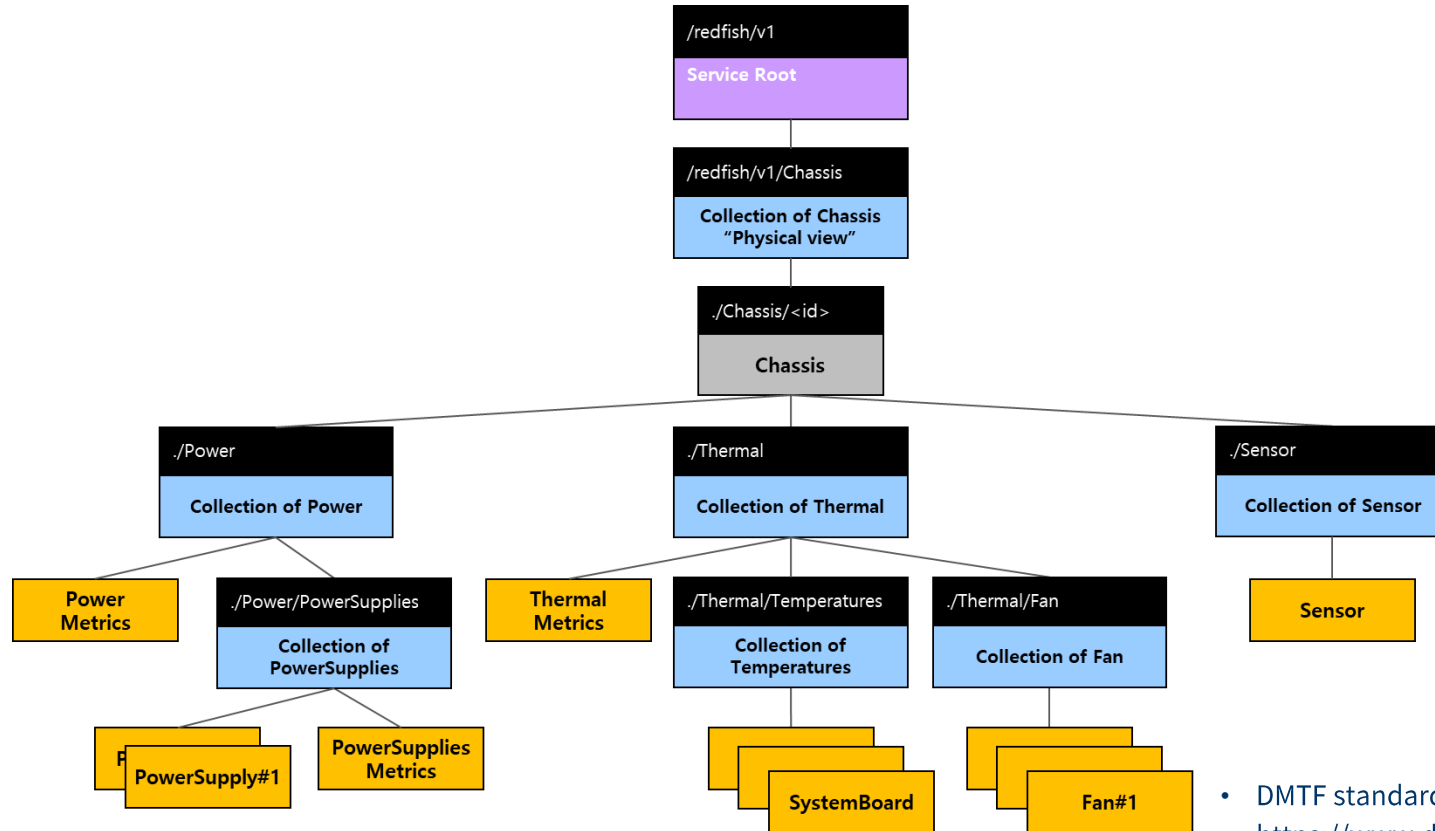 /redfish/v1
Service Root
/redfish/v1/Chassis
Collection of Chassis
“Physical view”
./Chassis/<id>
Chassis
./Power
Collection of Power
./Thermal
Collection of Thermal
./Sensor
Collection of Sensor
Power
Metrics
./Power/PowerSupplies
Collection of
PowerSupplies
Thermal
Metrics
./Thermal/Temperatures
Collection of
Temperatures
./Thermal/Fan
Collection of Fan
Sensor
P
PowerSupply#1
PowerSupplies
Metrics
SystemBoard
Fan#1
• DMTF standard